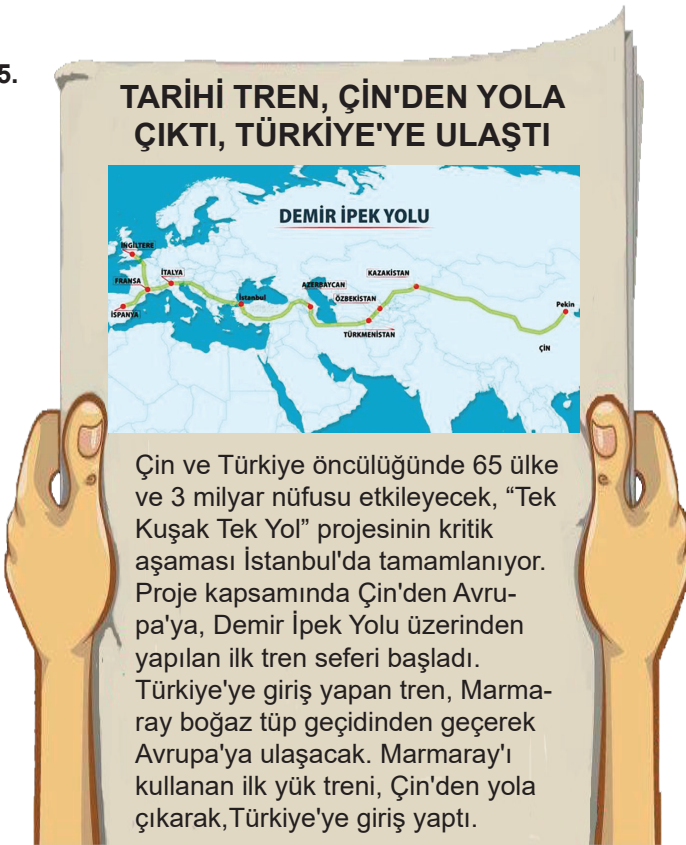 5.
TARİHİ TREN, ÇİN'DEN YOLA
ÇIKTI, TÜRKİYE'YE ULAŞTI
DEMİR İPEK YOLU
İNGİLTERE
FRANSA
İTALYA
İSPANYA
İstanbul
AZERBAYCAN
KAZAKİSTAN
ÖZBEKİSTAN
TÜRKMENİSTAN
Pekin
ÇİN
Çin ve Türkiye öncülüğünde 65 ülke
ve 3 milyar nüfusu etkileyecek, “Tek
Kuşak Tek Yol” projesinin kritik
aşaması İstanbul'da tamamlanıyor.
Proje kapsamında Çin'den Avru-
pa'ya, Demir İpek Yolu üzerinden
yapılan ilk tren seferi başladı.
Türkiye'ye giriş yapan tren, Marma-
ray boğaz tüp geçidinden geçerek
Avrupa'ya ulaşacak. Marmaray'ı
kullanan ilk yük treni, Çin'den yola
çıkarak,Türkiye'ye giriş yaptı.